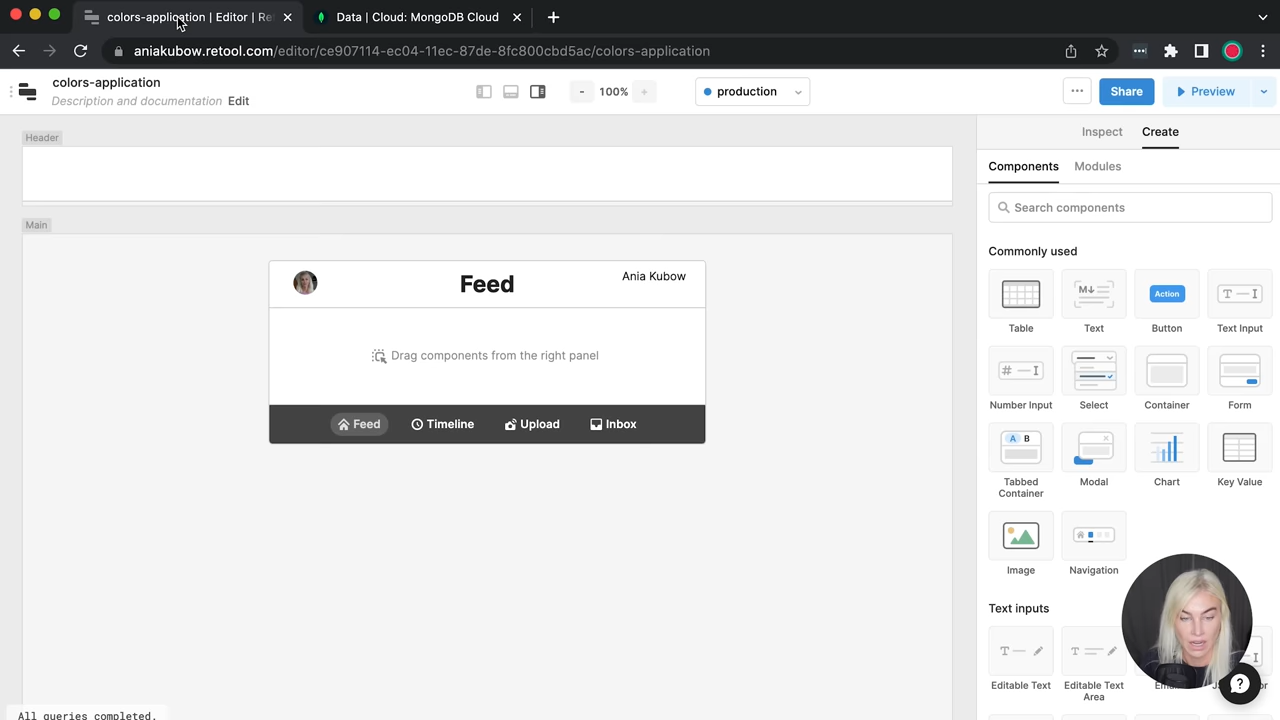 colors-application | Editor | Re
Data | Cloud: MongoDB Cloud
aniakubow.retool.com/editor/ce907114-ec04-11ec-87de-8fc800cbd5ac/colors-application
colors-application
Description and documentation Edit
- 100% +
production
Share
Preview
Inspect Create
Components Modules
Search components
Header
Main
Feed
Ania Kubow
Drag components from the right panel
Feed Timeline Upload Inbox
Commonly used
Action
Table Text Button Text Input
Number Input Select Container Form
A B
Tabbed Container
Modal Chart Key Value
Image Navigation
Text inputs
Editable Text
Editable Text Area
All queries completed.